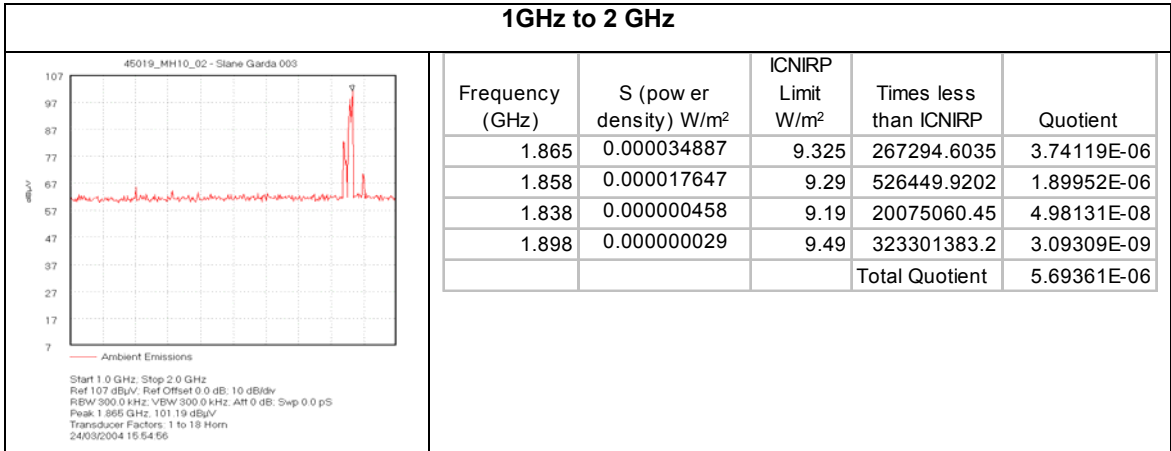 1GHz to 2 GHz
45019_MH10_02 - Slane Garda 003
107
97
87
77
67
57
47
37
27
17
7
dBµV
Ambient Emissions
Start 1.0 GHz; Stop 2.0 GHz
Ref 107 dBµV; Ref Offset 0.0 dB; 10 dB/div
RBW 300.0 kHz; VBW 300.0 kHz; Att 0 dB; Swp 0.0 pS
Peak 1.865 GHz, 101.19 dBµV
Transducer Factors: 1 to 18 Horn
24/03/2004 15:54:56
Frequency (GHz) S (pow er density) W/m² ICNIRP Limit W/m² Times less than ICNIRP Quotient
1.865 0.000034887 9.325 267294.6035 3.74119E-06
1.858 0.000017647 9.29 526449.9202 1.89952E-06
1.838 0.000000458 9.19 20075060.45 4.98131E-08
1.898 0.000000029 9.49 323301383.2 3.09309E-09
Total Quotient 5.69361E-06